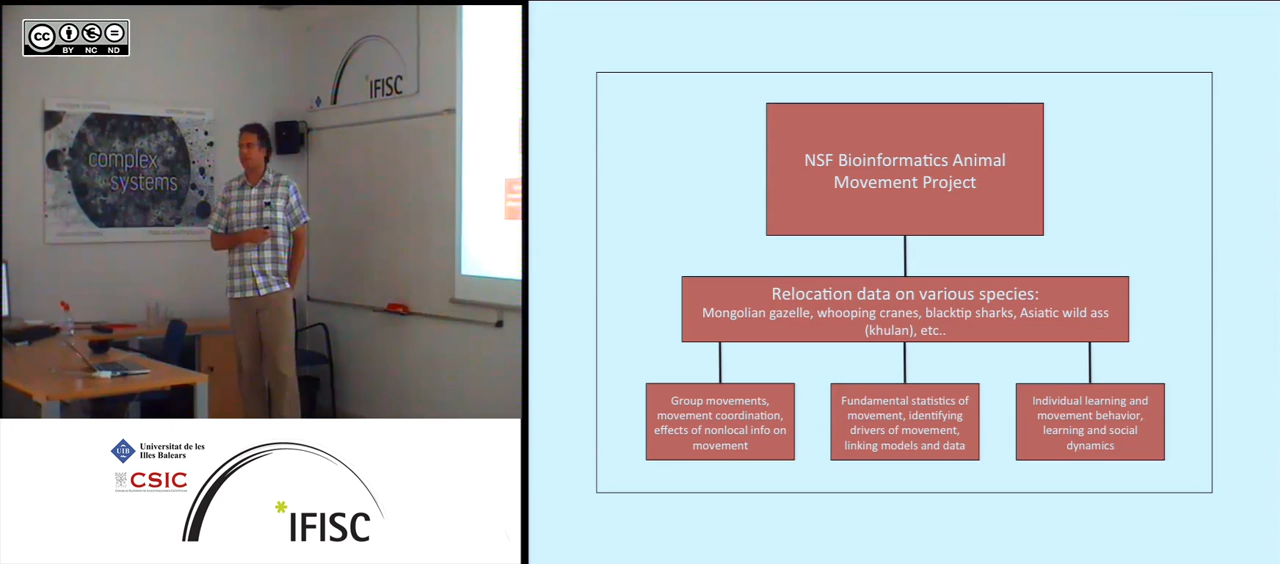 cc
BY NC ND
IFISC
complex
systems
Universitat de les
Illes Balears
UIB
CSIC
IFISC
NSF Bioinformatics Animal
Movement Project
Relocation data on various species:
Mongolian gazelle, whooping cranes, blacktip sharks, Asiatic wild ass
(khulan), etc..
Group movements,
movement coordination,
effects of nonlocal info on
movement
Fundamental statistics of
movement, identifying
drivers of movement,
linking models and data
Individual learning and
movement behavior,
learning and social
dynamics